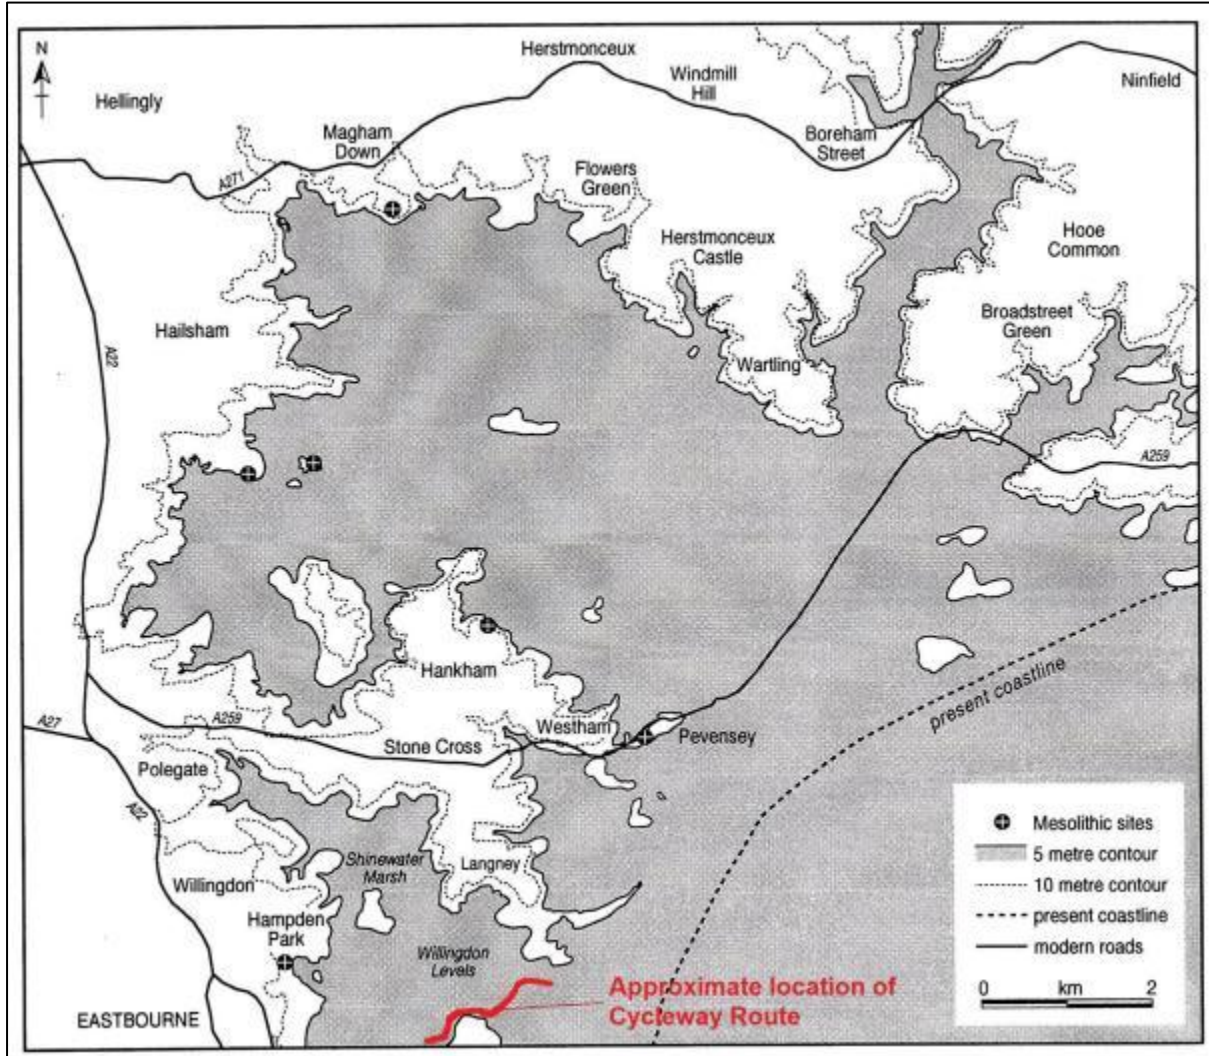 N
Herstmonceux
Windmill
Hill
Ninfield
Hellingly
Magham
Down
Boreham
Street
A271
Flowers
Green
Herstmonceux
Castle
Hooe
Common
Hailsham
A22
Broadstreet
Green
Wartling
A259
Hankham
present coastline
A27
A259
Westham
Pevensey
Stone Cross
Polegate
A22
Shinewater
Marsh
Langney
Willingdon
Hampden
Park
Willingdon
Levels
EASTBOURNE
Approximate location of
Cycleway Route
Mesolithic sites
5 metre contour
10 metre contour
present coastline
modern roads
0 km 2